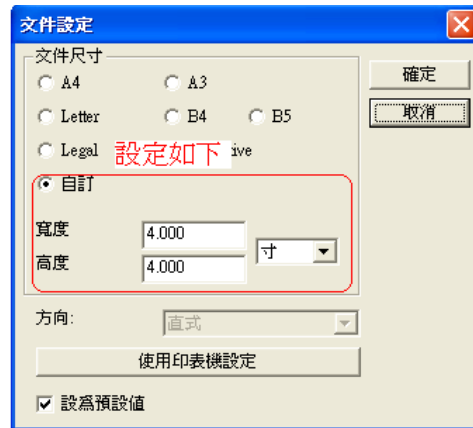 文件設定
文件尺寸
A4 A3
確定
Letter B4 B5
取消
Legal 設定如下 ive
自訂
寬度 4.000
寸
高度 4.000
方向: 直式
使用印表機設定
設爲預設値